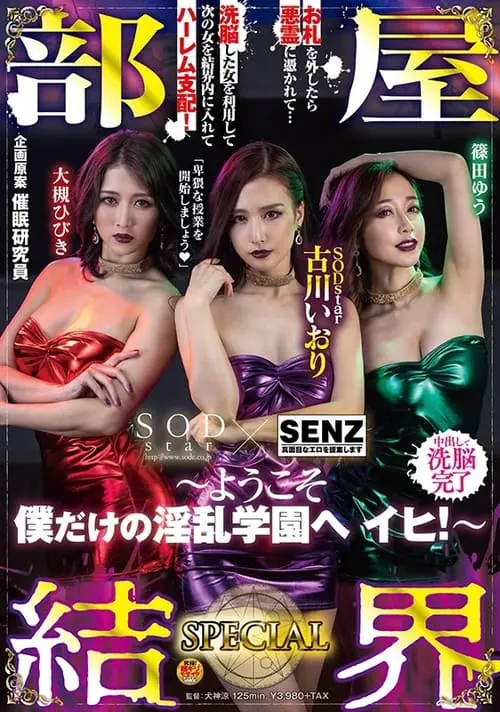 部屋
お札を外したら
悪霊に憑かれて…
洗脳した女を利用して
次の女を結界内に入れて
ハーレム支配!
企画原案 催眠研究員
大槻ひびき
「卑猥な授業を
開始しましょう♥」
SODstar
古川いおり
篠田ゆう
SOD
star
http://www.sodc.co.jp
×
SENZ
真面目なエロを提案します
中出しで
洗脳
完了
~ようこそ
僕だけの淫乱学園へ イヒ!~
結界
SPECIAL
監督:犬神涼 125min. ¥3,980+TAX